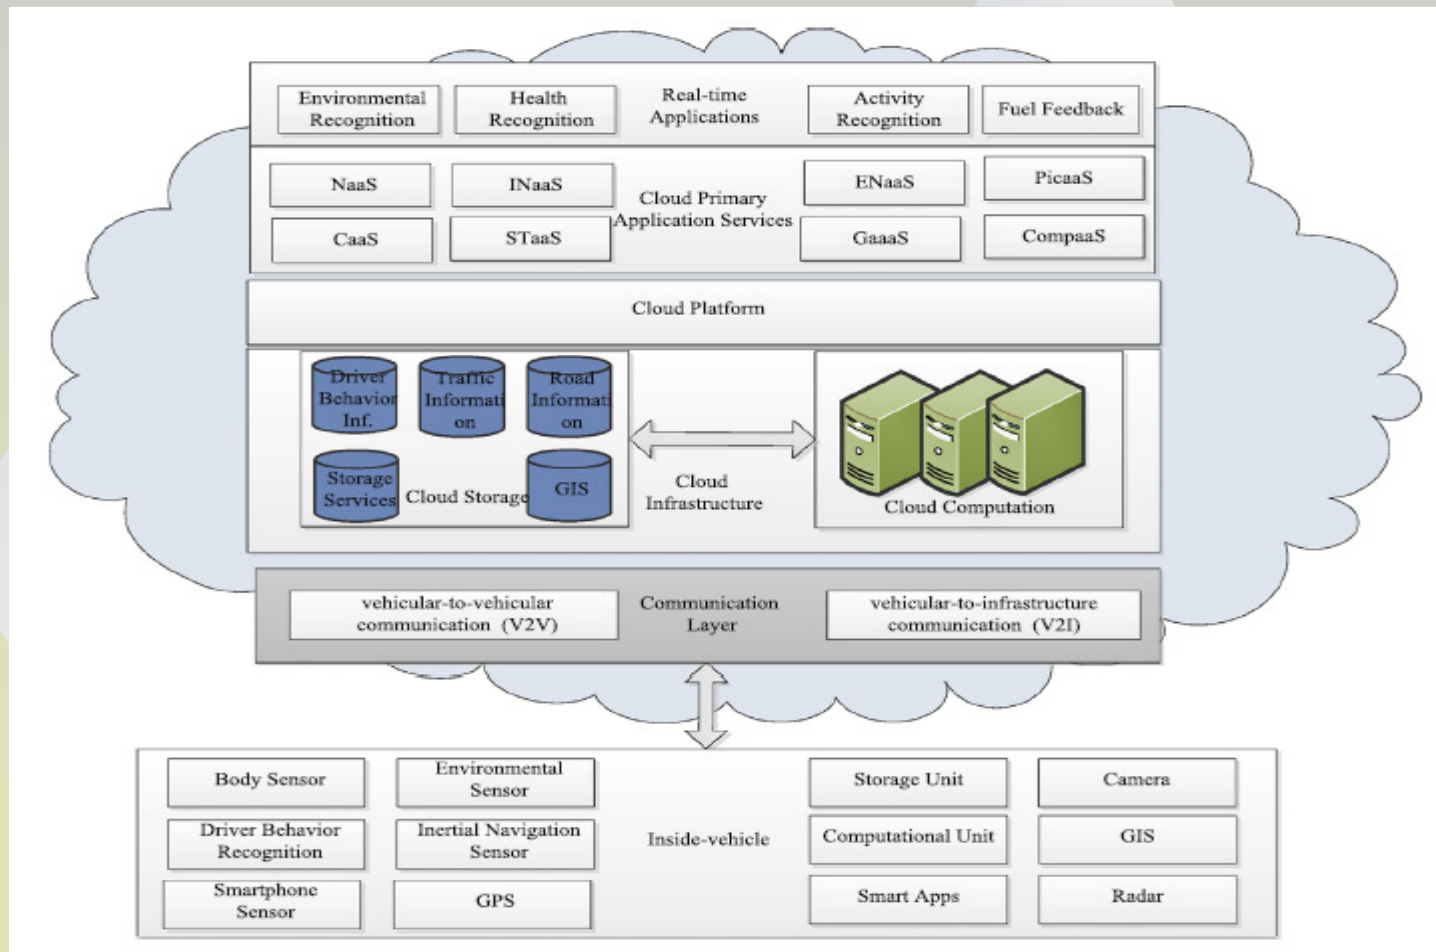 Environmental
Recognition
Health
Recognition
Real-time
Applications
Activity
Recognition
Fuel Feedback
NaaS
INaaS
ENaaS
PicaaS
Cloud Primary
Application Services
CaaS
STaaS
GaaaS
CompaaS
Cloud Platform
Driver
Behavior
Inf.
Traffic
Informati
on
Road
Informati
on
Storage
Services
Cloud Storage
GIS
Cloud
Infrastructure
Cloud Computation
vehicular-to-vehicular
communication (V2V)
Communication
Layer
vehicular-to-infrastructure
communication (V2I)
Body Sensor
Environmental
Sensor
Storage Unit
Camera
Driver Behavior
Recognition
Inertial Navigation
Sensor
Inside-vehicle
Computational Unit
GIS
Smartphone
Sensor
GPS
Smart Apps
Radar